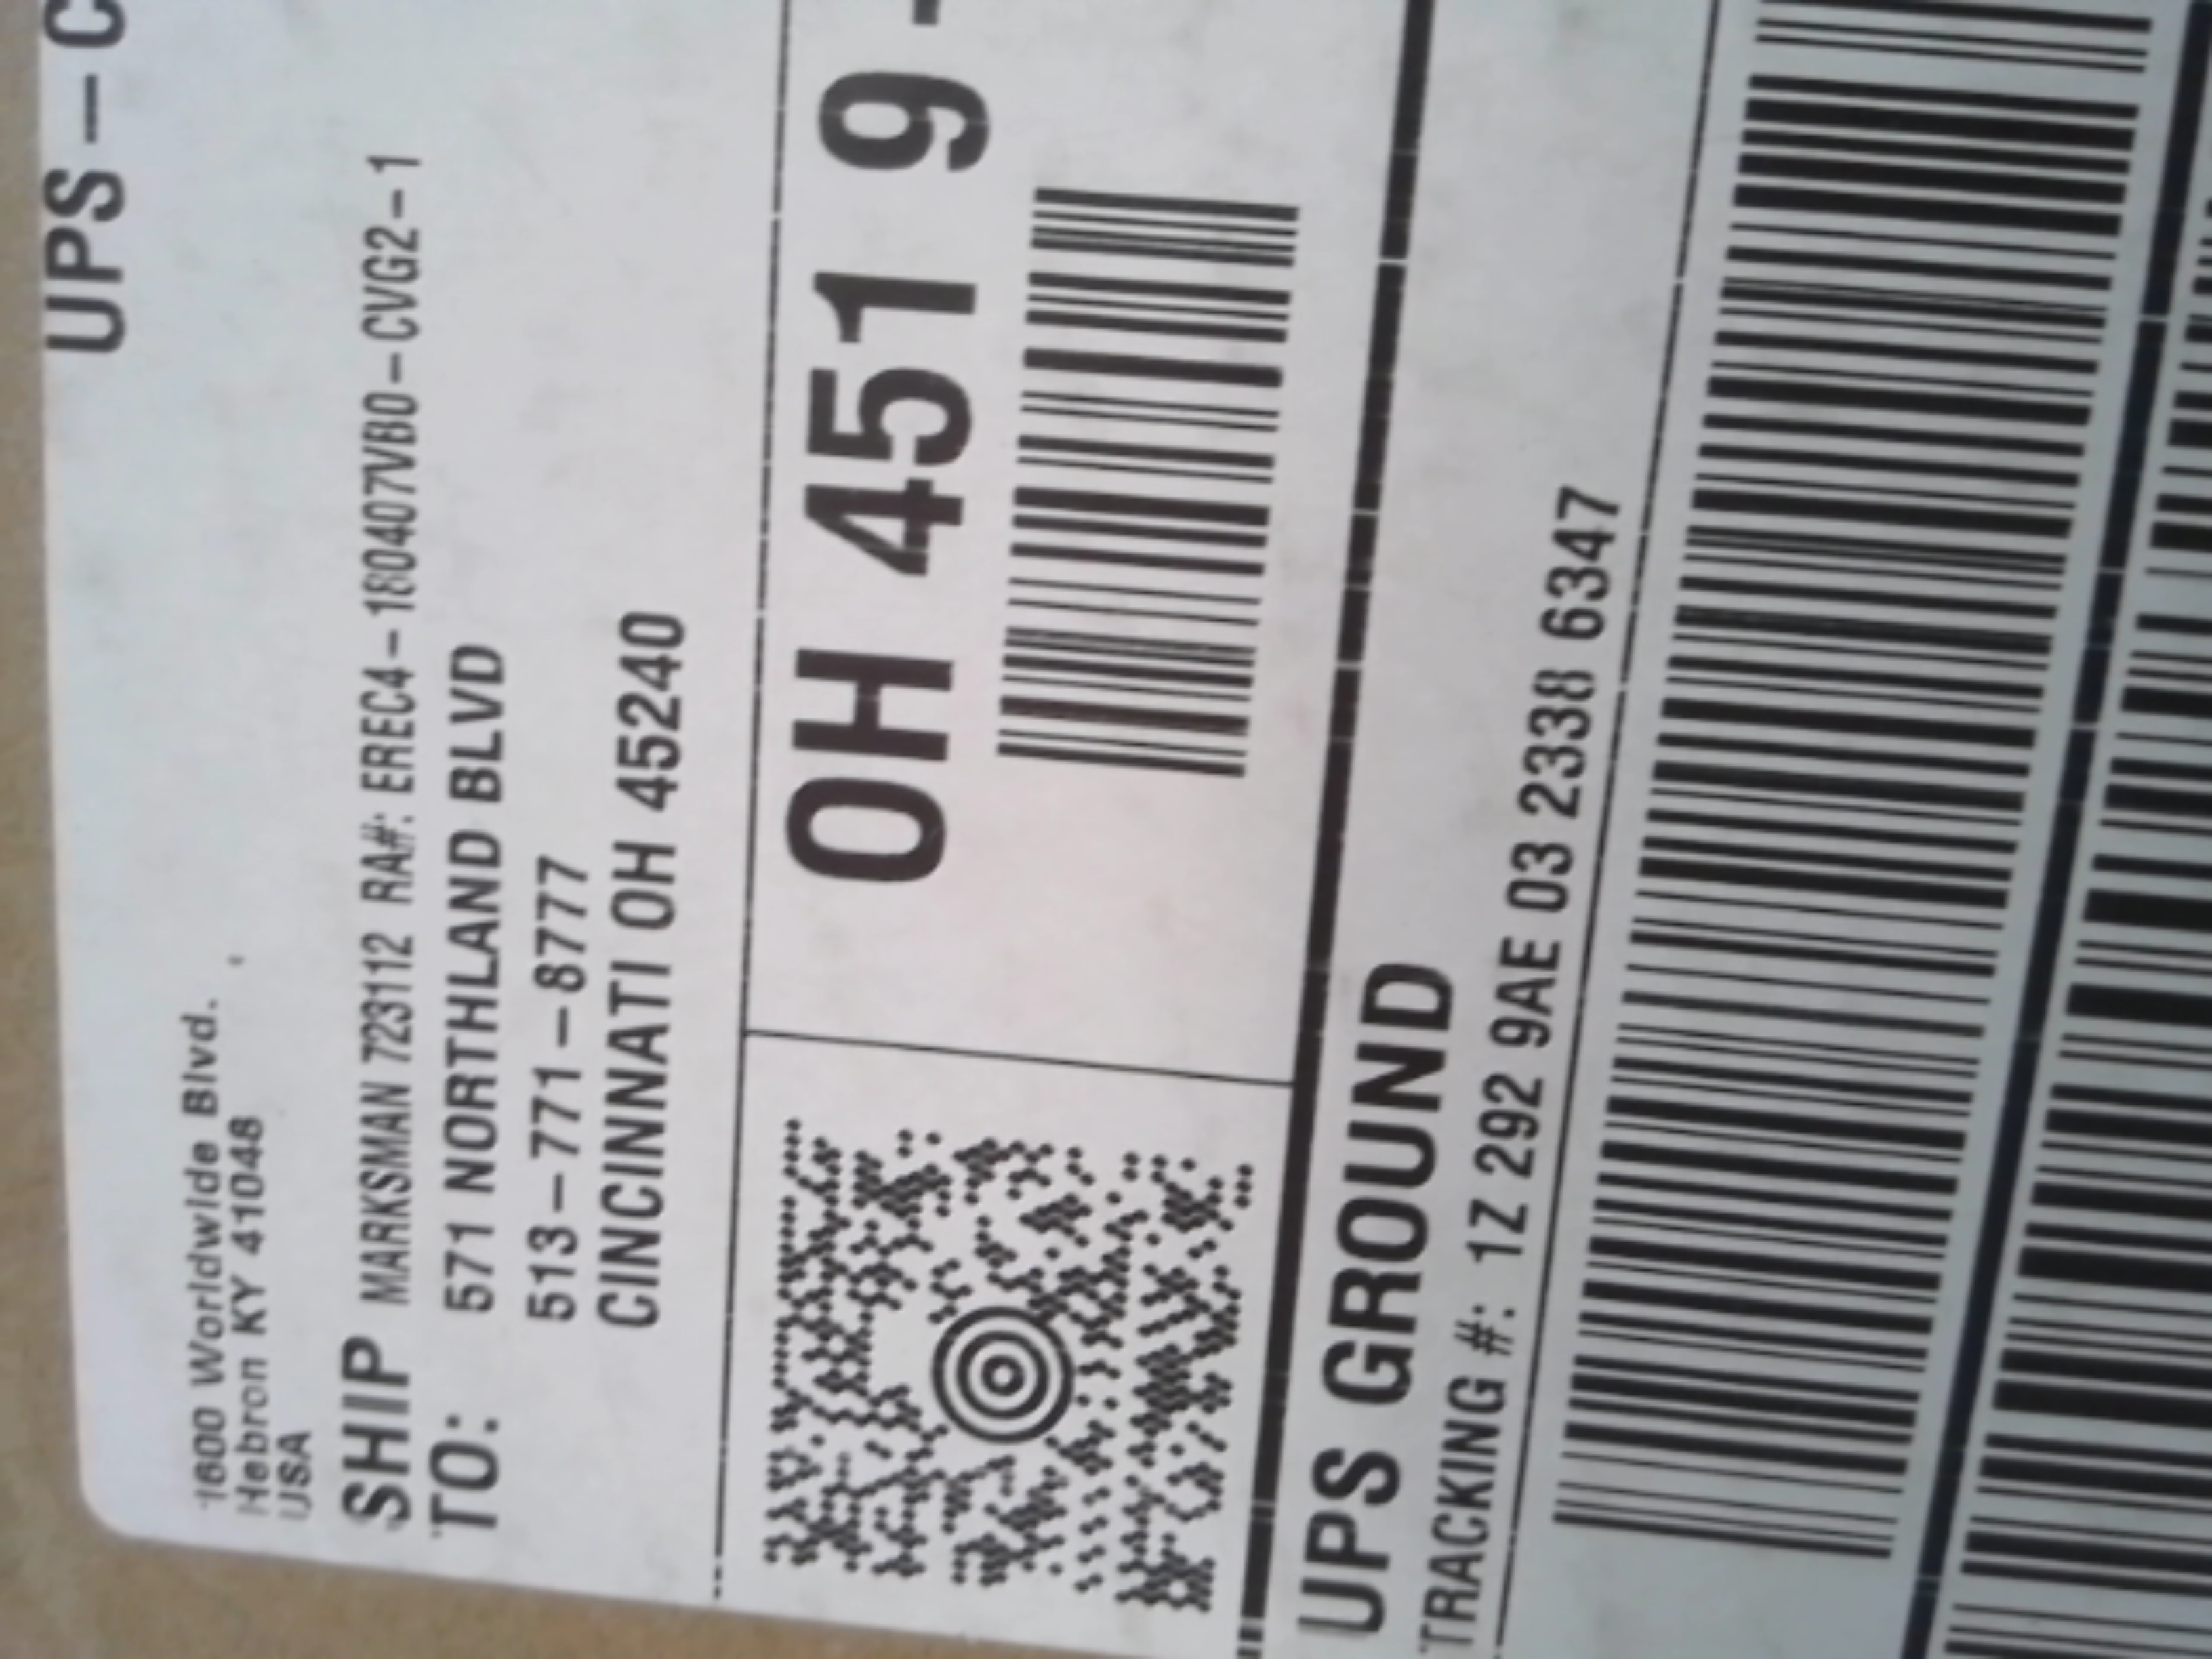 UPS - C
1600 Worldwide Blvd.
Hebron KY 41048
USA
SHIP TO:
MARKSMAN 723112 RA#: EREC4-180407VB0-CVG2-1
571 NORTHLAND BLVD
513-771-8777
CINCINNATI OH 45240
OH 451 9-
UPS GROUND
TRACKING #: 1Z 292 9AE 03 2338 6347